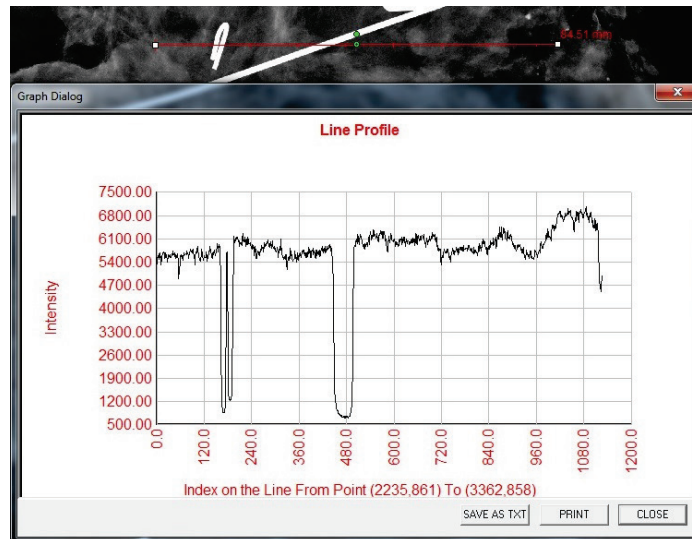 84.51 mm
Graph Dialog
x
Line Profile
7500.00
6800.00
6100.00
5400.00
4700.00
4000.00
3300.00
2600.00
1900.00
1200.00
500.00
Intensity
0.0 120.0 240.0 360.0 480.0 600.0 720.0 840.0 960.0 1080.0 1200.0
Index on the Line From Point (2235,861) To (3362,858)
SAVE AS TXT PRINT CLOSE